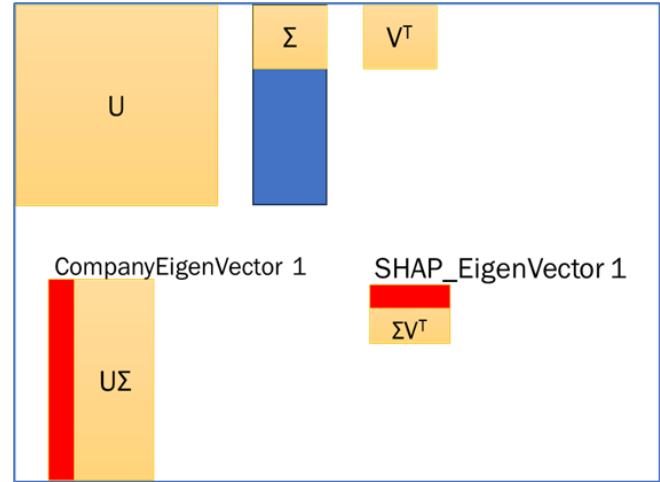 U
Σ
Vᵀ
CompanyEigenVector 1
SHAP_EigenVector 1
UΣ
ΣVᵀ